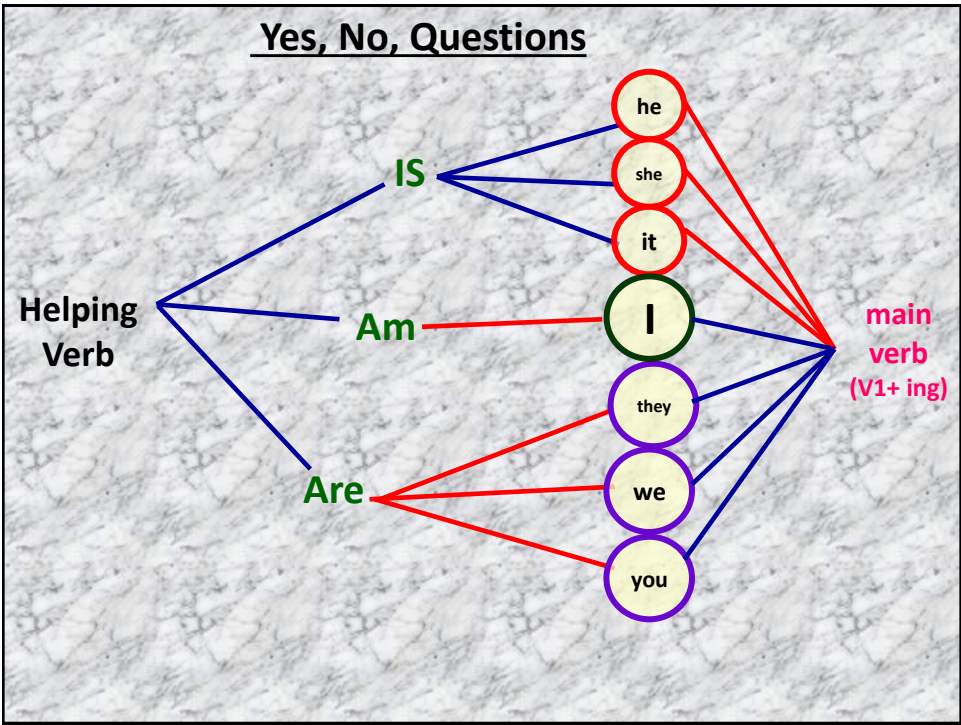 Yes, No, Questions
he
she
IS
it
Helping
Verb
Am
I
main
verb
(V1+ ing)
they
Are
we
you